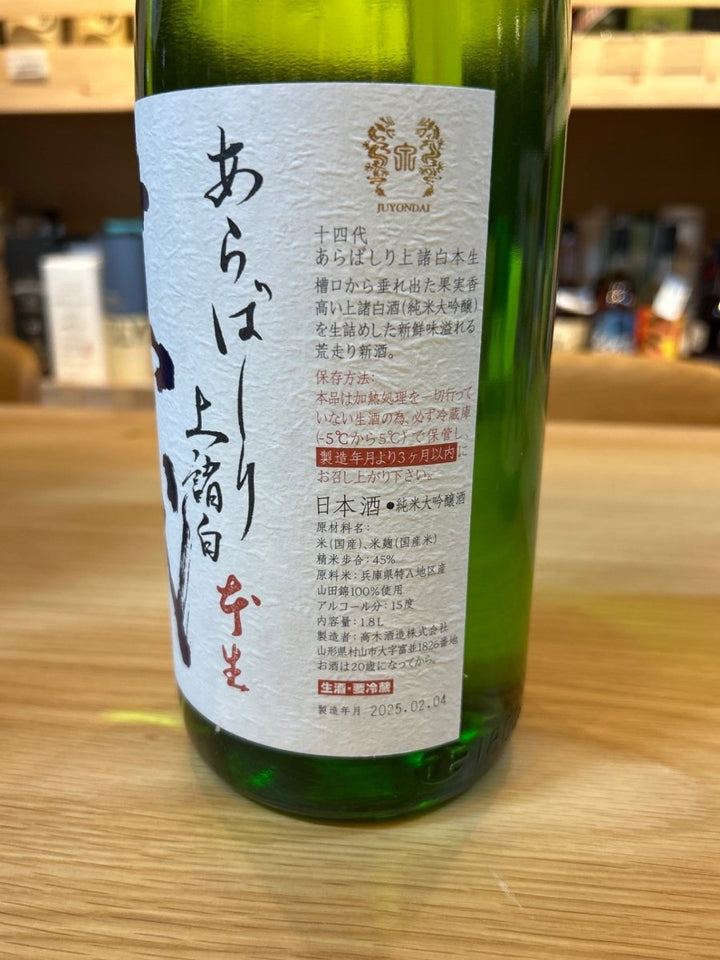 あらばしり
上諸白
本生
JUYONDAI
十四代
あらばしり上諸白本生
槽口から垂れ出た果実香
高い上諸白酒(純米大吟醸)
を生詰めした新鮮味溢れる
荒走り新酒。
保存方法:
本品は加熱処理を一切行って
いない生酒の為、必ず冷蔵庫
(-5℃から5℃)で保管し、
製造年月より3ヶ月以内に
お召し上がり下さい。
日本酒●純米大吟醸酒
原材料名:
米(国産)、米麹(国産米)
精米歩合:45%
原料米:兵庫県特A地区産
山田錦100%使用
アルコール分:15度
内容量:1.8L
製造者:高木酒造株式会社
山形県村山市大字富並1826番地
お酒は20歳になってから。
生酒・要冷蔵
製造年月 2025.02.04